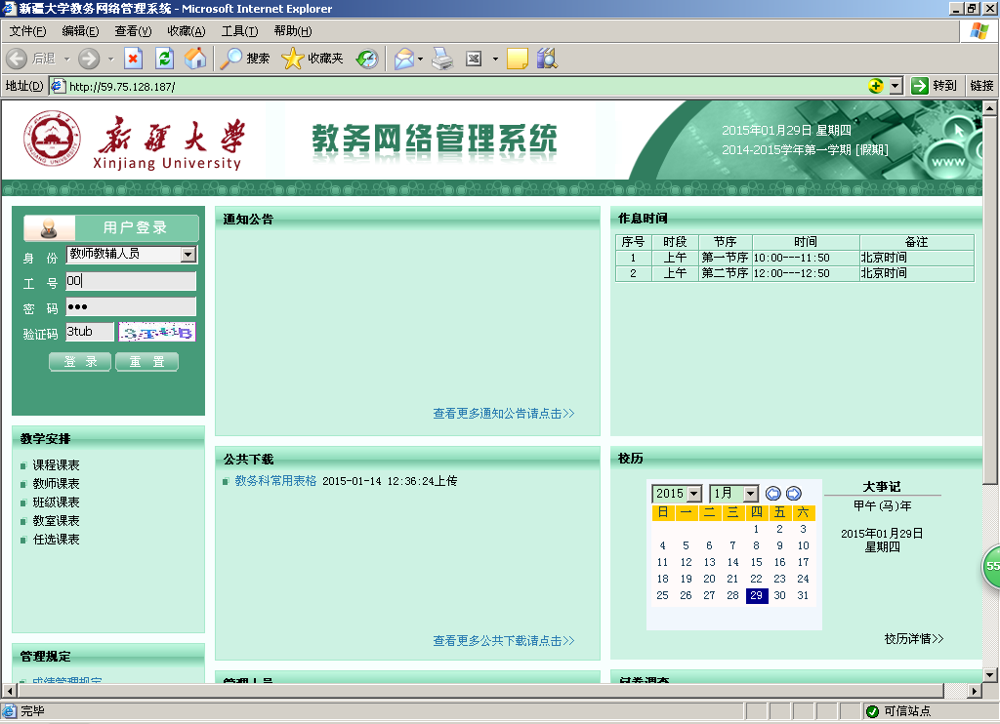 新疆大学教务网络管理系统 - Microsoft Internet Explorer
文件(F) 编辑(E) 查看(V) 收藏(A) 工具(T) 帮助(H)
后退 搜索 收藏夹
地址(D) http://59.75.128.187/ 转到 链接
新疆大学
Xinjiang University
教务网络管理系统
2015年01月29日 星期四
2014-2015学年第一学期 [假期]
www
用户登录
身 份 教师教辅人员
工 号 00
密 码 ●●●
验证码 3tub 3TUB
登 录 重 置
通知公告
查看更多通知公告请点击>>
作息时间
序号 时段 节序 时间 备注
1 上午 第一节序 10:00---11:50 北京时间
2 上午 第二节序 12:00---12:50 北京时间
教学安排
课程课表
教师课表
班级课表
教室课表
任选课表
公共下载
教务科常用表格 2015-01-14 12:36:24上传
查看更多公共下载请点击>>
校历
2015 1月
日 一 二 三 四 五 六
1 2 3
4 5 6 7 8 9 10
11 12 13 14 15 16 17
18 19 20 21 22 23 24
25 26 27 28 29 30 31
大事记
甲午(马)年
2015年01月29日
星期四
校历详情>>
55
管理规定
成绩管理规定
管理人员
问卷调查
完毕 可信站点